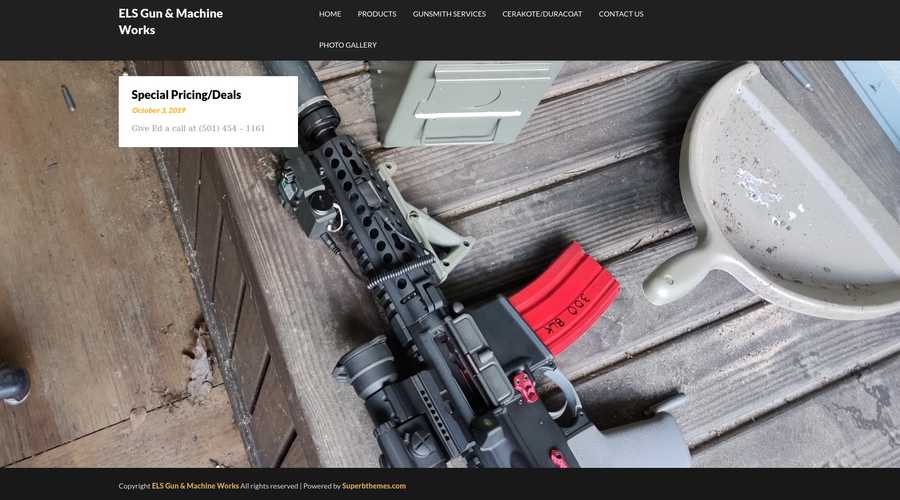 ELS Gun & Machine
Works
HOME PRODUCTS GUNSMITH SERVICES CERAKOTE/DURACOAT CONTACT US
PHOTO GALLERY
Special Pricing/Deals
October 3, 2019
Give Ed a call at (501) 454 – 1161
300 BLK
Copyright ELS Gun & Machine Works All rights reserved | Powered by Superbthemes.com